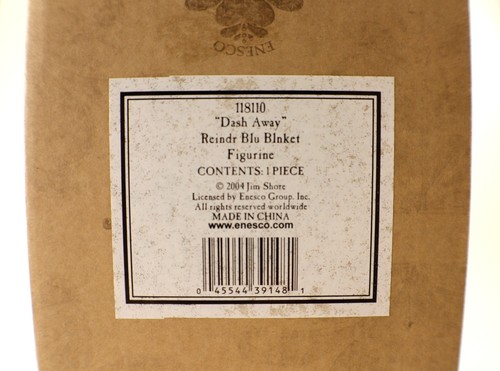 ENESCO
118110
"Dash Away"
Reindr Blu Blnket
Figurine
CONTENTS: 1 PIECE
© 2004 Jim Shore
Licensed by Enesco Group, Inc.
All rights reserved worldwide
MADE IN CHINA
www.enesco.com
0 45544 39148 1